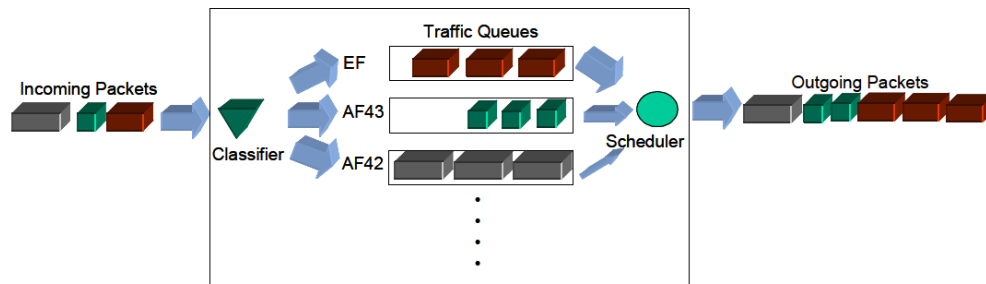 Traffic Queues
Incoming Packets
EF
Outgoing Packets
AF43
Classifier
Scheduler
AF42